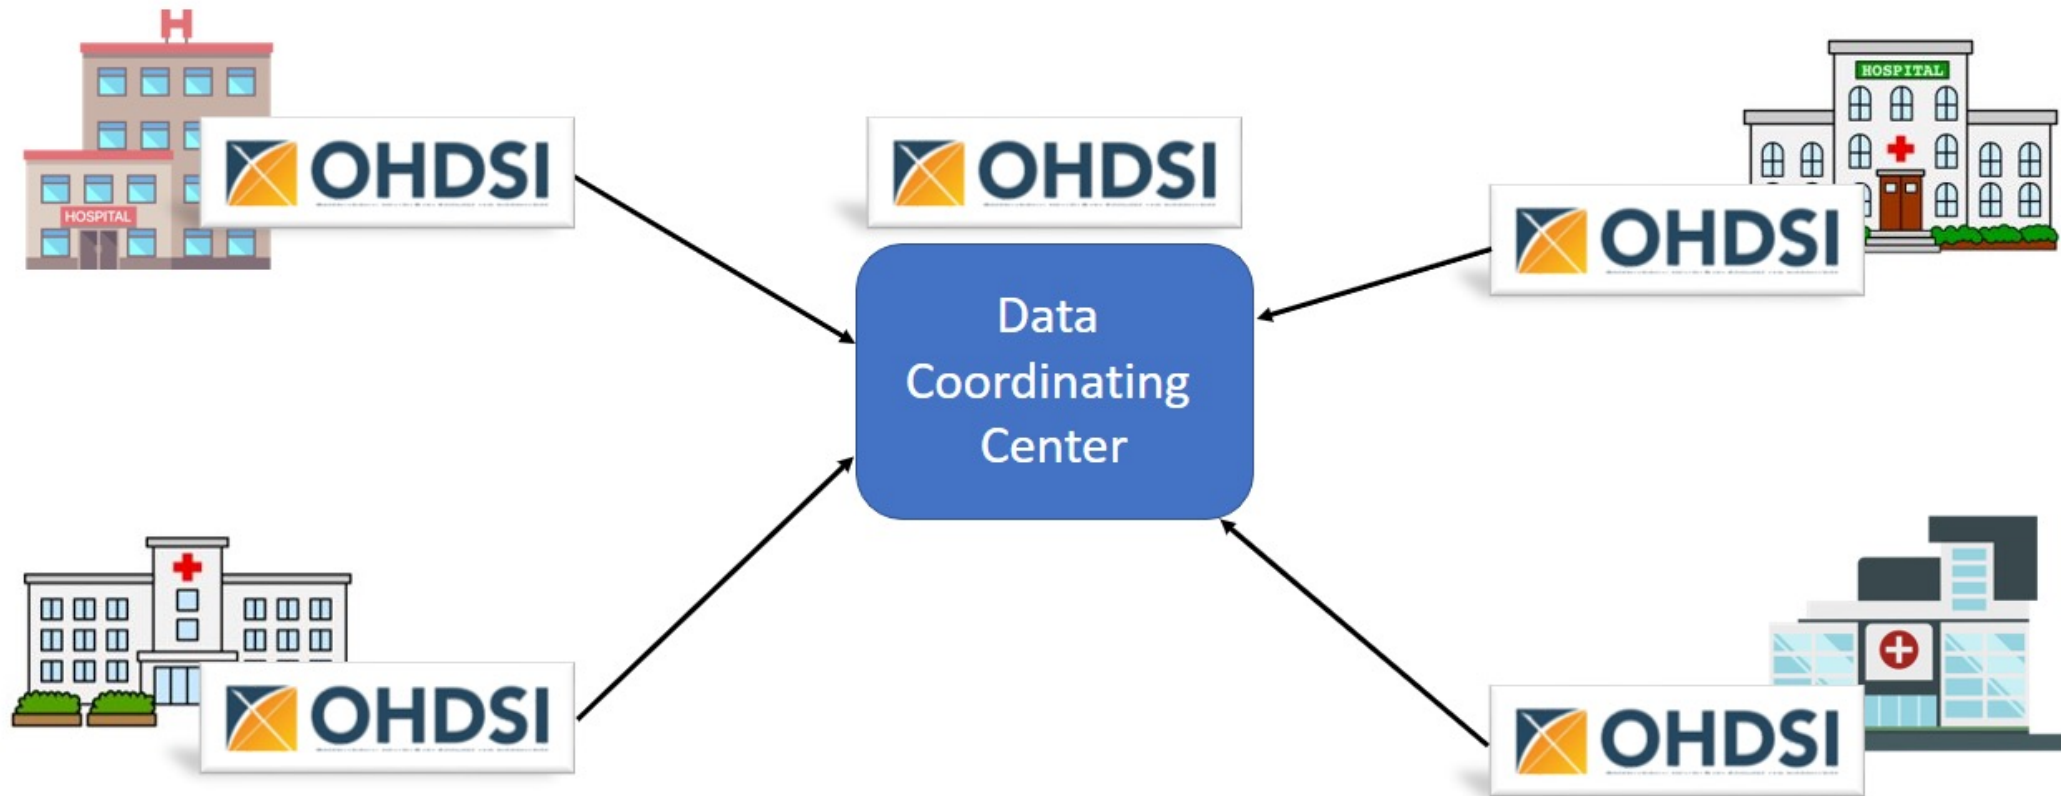 H
HOSPITAL
OHDSI
OHDSI
HOSPITAL
OHDSI
Data
Coordinating
Center
OHDSI
OHDSI